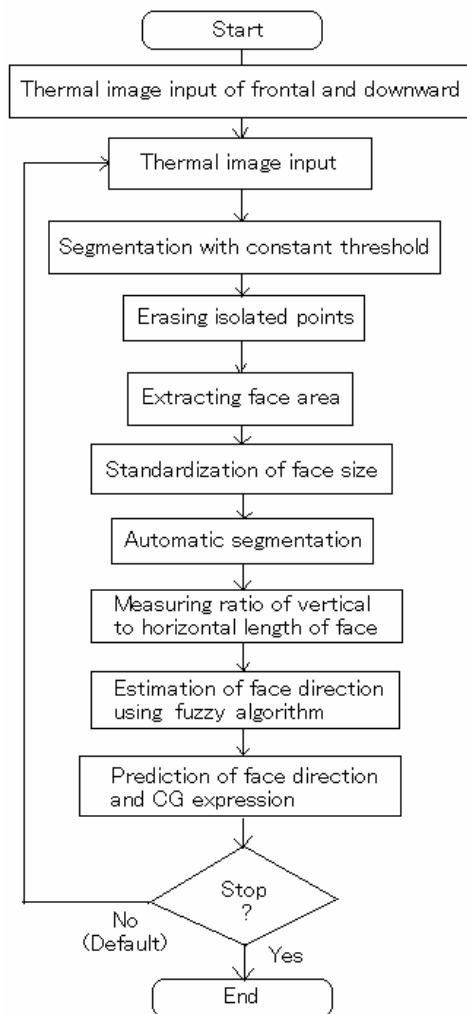 Start
Thermal image input of frontal and downward
Thermal image input
Segmentation with constant threshold
Erasing isolated points
Extracting face area
Standardization of face size
Automatic segmentation
Measuring ratio of vertical
to horizontal length of face
Estimation of face direction
using fuzzy algorithm
Prediction of face direction
and CG expression
Stop
?
No
(Default)
Yes
End